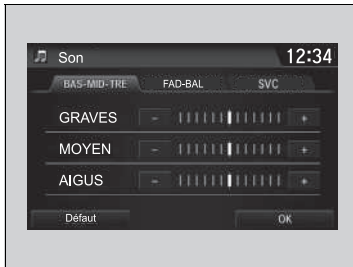 Son 12:34
BAS-MID-TRE FAD-BAL SVC
GRAVES - +
MOYEN - +
AIGUS - +
Défaut OK